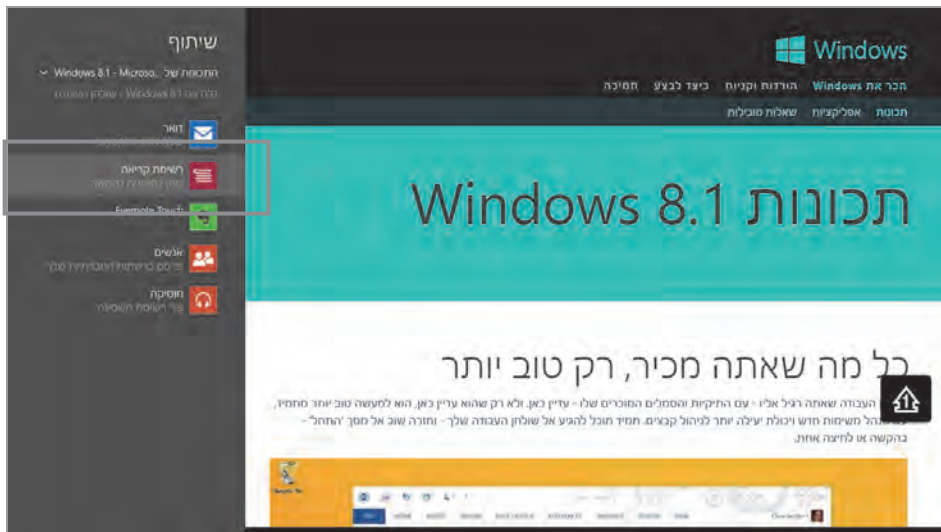 שיתוף
התכונות של Windows 8.1 - Microso...
דואר
רשימת קריאה
Evernote Touch
אנשים
מוסיקה
Windows
הכר את Windows הורדות וקניות כיצד לבצע תמיכה
תכונות אפליקציות שאלות מובילות
תכונות Windows 8.1
כל מה שאתה מכיר, רק טוב יותר
העבודה שאתה רגיל אליו - עם התיקיות והסמלים המוכרים שלו - עדיין כאן. ולא רק שהוא עדיין כאן, הוא למעשה טוב יותר מתמיד,
משימות חדש ויכולת יעילה יותר לניהול קבצים. תמיד תוכל להגיע אל שולחן העבודה שלך - וחזרה שוב אל מסך 'התחל' -
בהקשה או לחיצה אחת.
1